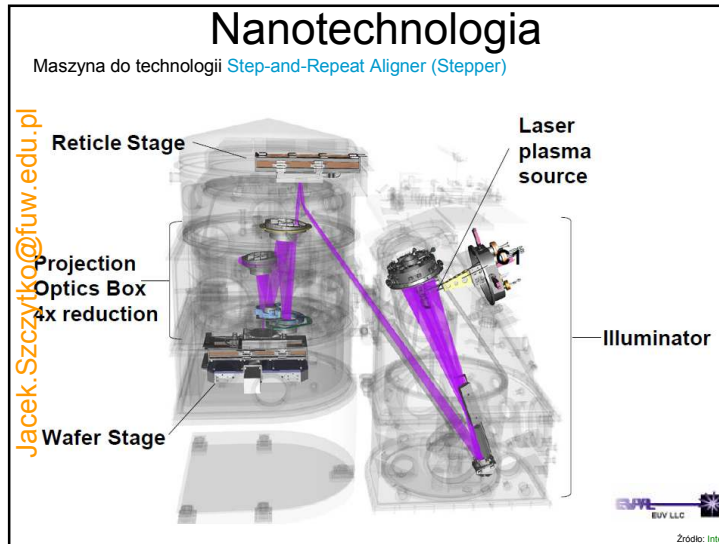 Nanotechnologia
Maszyna do technologii Step-and-Repeat Aligner (Stepper)
Jacek.Szczytko@fuw.edu.pl
Reticle Stage
Laser
plasma
source
Projection
Optics Box
4x reduction
Illuminator
Wafer Stage
EUV LLC
Źródło: Inte